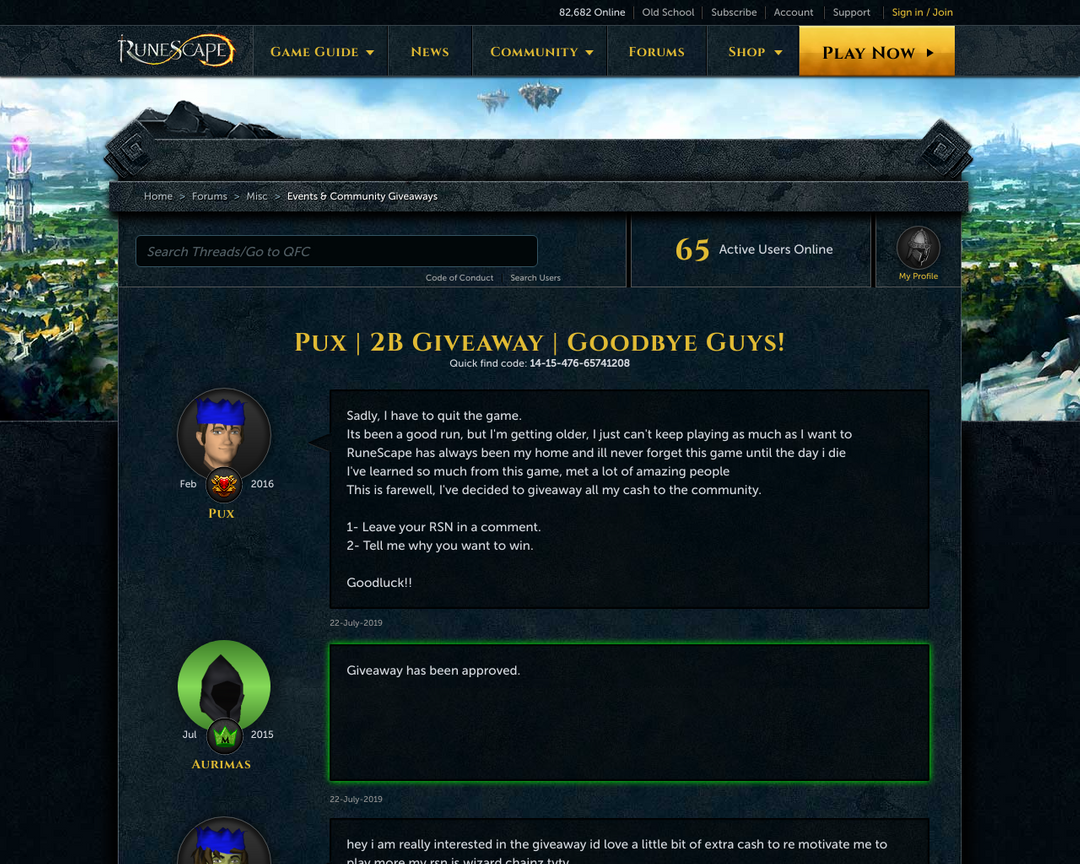 82,682 Online Old School Subscribe Account Support Sign in / Join
RuneScape Game Guide News Community Forums Shop Play Now
Home > Forums > Misc > Events & Community Giveaways
Search Threads/Go to QFC
65 Active Users Online
Code of Conduct Search Users
My Profile
Pux | 2B Giveaway | Goodbye Guys!
Quick find code: 14-15-476-65741208
Sadly, I have to quit the game.
Its been a good run, but I'm getting older, I just can't keep playing as much as I want to
RuneScape has always been my home and ill never forget this game until the day i die
I've learned so much from this game, met a lot of amazing people
This is farewell, I've decided to giveaway all my cash to the community.
1- Leave your RSN in a comment.
2- Tell me why you want to win.
Goodluck!!
Feb 2016
Pux
22-July-2019
Giveaway has been approved.
Jul 2015
M
Aurimas
22-July-2019
hey i am really interested in the giveaway id love a little bit of extra cash to re motivate me to
play more my rsn is wizard chainz tyty